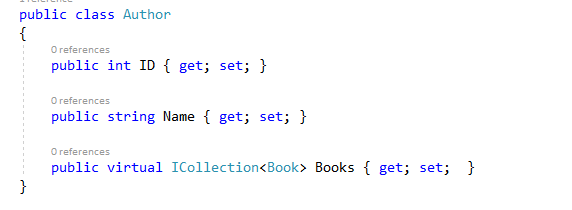 public class Author
{
0 references
public int ID { get; set; }
0 references
public string Name { get; set; }
0 references
public virtual ICollection<Book> Books { get; set;  }
}